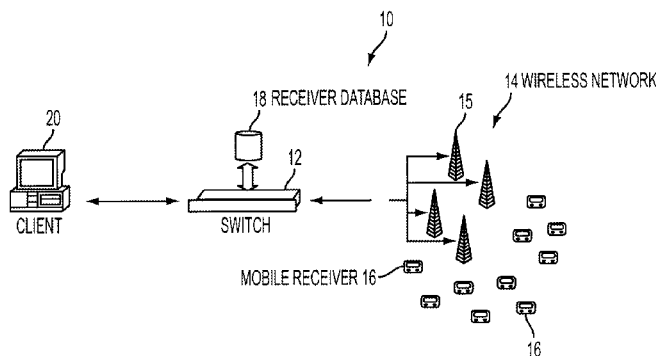 10
18 RECEIVER DATABASE
15
14 WIRELESS NETWORK
20
12
CLIENT
SWITCH
MOBILE RECEIVER 16
16